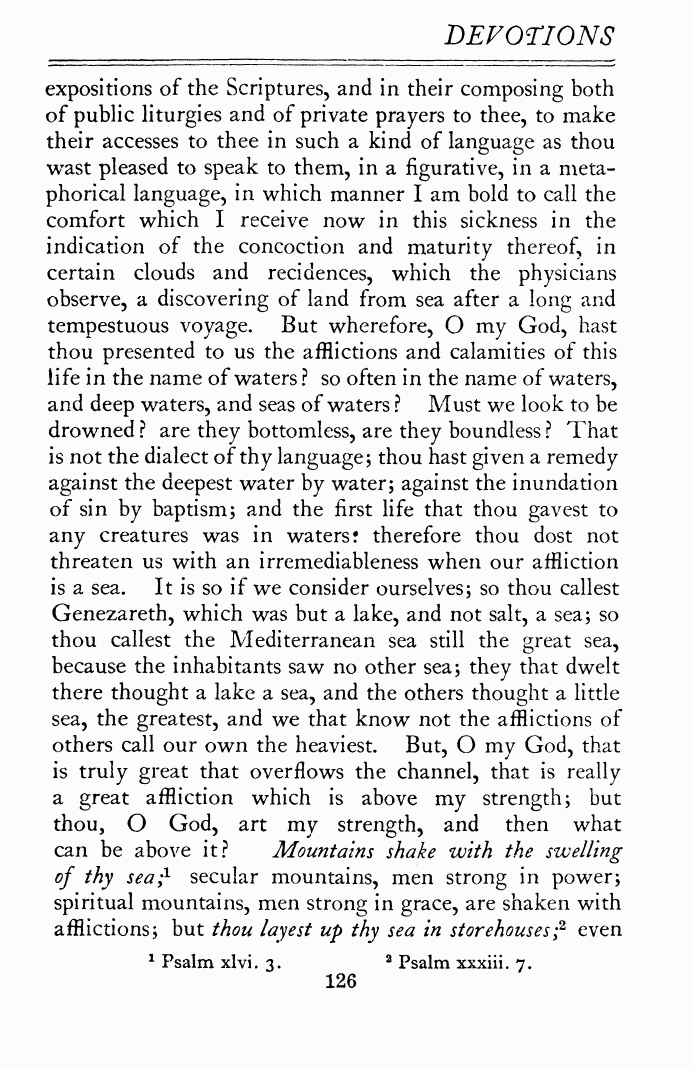 DEVOTIONS
expositions of the Scriptures, and in their composing both
of public liturgies and of private prayers to thee, to make
their accesses to thee in such a kind of language as thou
wast pleased to speak to them, in a figurative, in a meta-
phorical language, in which manner I am bold to call the
comfort which I receive now in this sickness in the
indication of the concoction and maturity thereof, in
certain clouds and recidences, which the physicians
observe, a discovering of land from sea after a long and
tempestuous voyage. But wherefore, O my God, hast
thou presented to us the afflictions and calamities of this
life in the name of waters? so often in the name of waters,
and deep waters, and seas of waters? Must we look to be
drowned? are they bottomless, are they boundless? That
is not the dialect of thy language; thou hast given a remedy
against the deepest water by water; against the inundation
of sin by baptism; and the first life that thou gavest to
any creatures was in waters: therefore thou dost not
threaten us with an irremediableness when our affliction
is a sea. It is so if we consider ourselves; so thou callest
Genezareth, which was but a lake, and not salt, a sea; so
thou callest the Mediterranean sea still the great sea,
because the inhabitants saw no other sea; they that dwelt
there thought a lake a sea, and the others thought a little
sea, the greatest, and we that know not the afflictions of
others call our own the heaviest. But, O my God, that
is truly great that overflows the channel, that is really
a great affliction which is above my strength; but
thou, O God, art my strength, and then what
can be above it? Mountains shake with the swelling
of thy sea;¹ secular mountains, men strong in power;
spiritual mountains, men strong in grace, are shaken with
afflictions; but thou layest up thy sea in storehouses;² even
¹ Psalm xlvi. 3. ² Psalm xxxiii. 7.
126